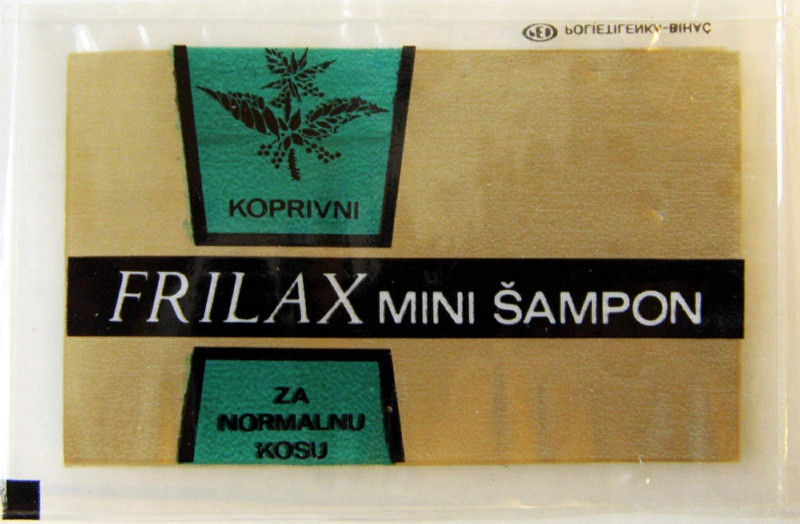 POLIETILENKA-BIHAĆ
KOPRIVNI
FRILAX MINI ŠAMPON
ZA
NORMALNU
KOSU